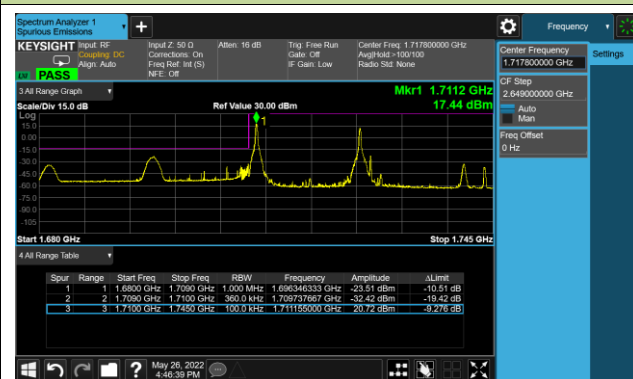 Spectrum Analyzer 1
Spurious Emissions
Frequency
KEYSIGHT Input: RF
Coupling: DC
Align: Auto
Input Z: 50 Ω
Corrections: On
Freq Ref: Int (S)
NFE: Off
Atten: 16 dB
Trig: Free Run
Gate: Off
IF Gain: Low
Center Freq: 1.717800000 GHz
Avg|Hold:>100/100
Radio Std: None
PASS
Center Frequency
1.717800000 GHz
Settings
CF Step
2.649000000 GHz
Auto
Man
Freq Offset
0 Hz
3 All Range Graph
Mkr1 1.7112 GHz
Scale/Div 15.0 dB
Ref Value 30.00 dBm
17.44 dBm
Log
15.0
0.00
-15.0
-30.0
-45.0
-60.0
-75.0
-90.0
-105
1
Start 1.680 GHz
Stop 1.745 GHz
4 All Range Table
Spur Range Start Freq Stop Freq RBW Frequency Amplitude ΔLimit
1 1 1.6800 GHz 1.7090 GHz 1.000 MHz 1.696346333 GHz -23.51 dBm -10.51 dB
2 2 1.7090 GHz 1.7100 GHz 360.0 kHz 1.709737667 GHz -32.42 dBm -19.42 dB
3 3 1.7100 GHz 1.7450 GHz 100.0 kHz 1.711155000 GHz 20.72 dBm -9.276 dB
?
May 26, 2022
4:46:39 PM